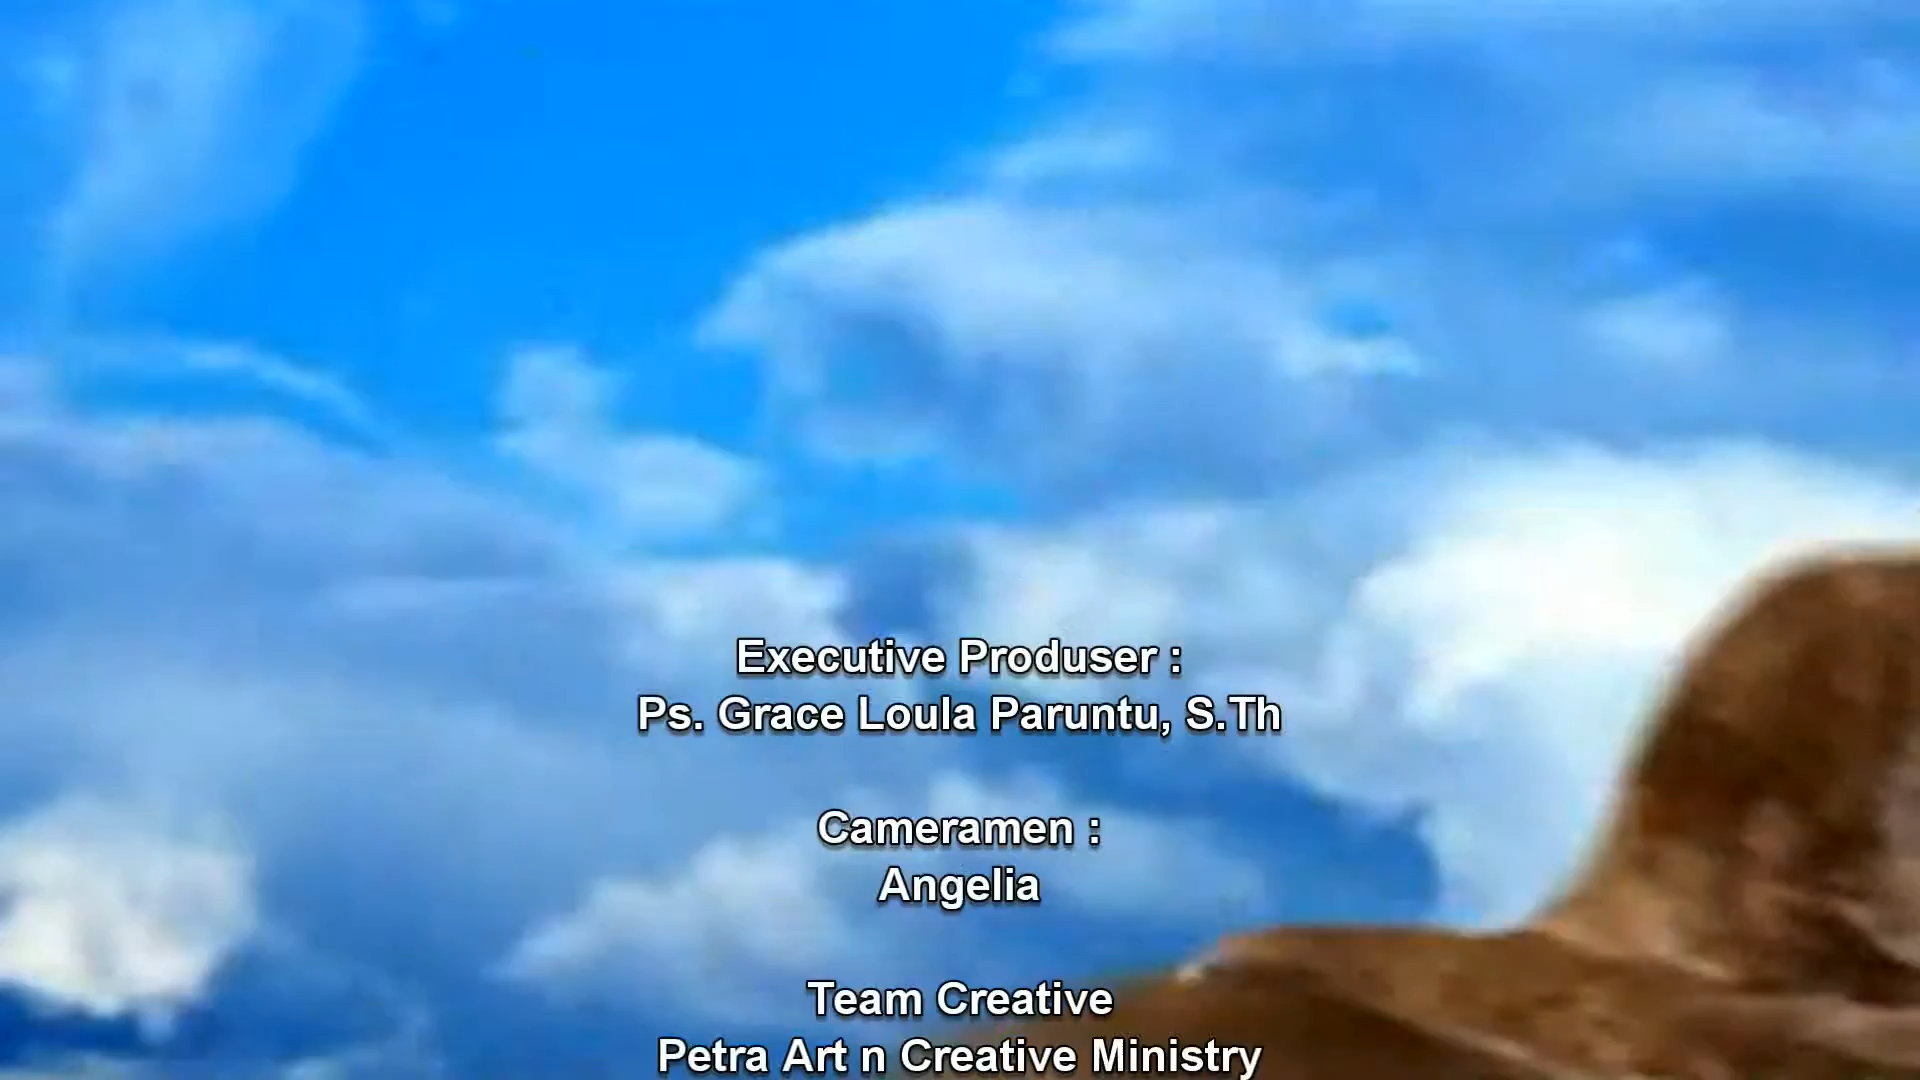 Executive Produser :
Ps. Grace Loula Paruntu, S.Th
Cameramen :
Angelia
Team Creative
Petra Art n Creative Ministry